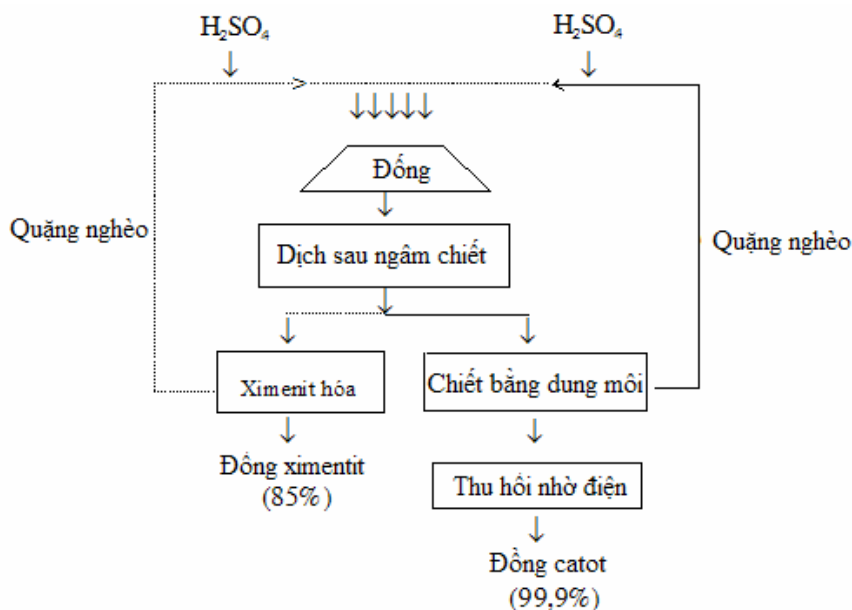 H₂SO₄
H₂SO₄
Đống
Quặng nghèo
Quặng nghèo
Dịch sau ngâm chiết
Ximenit hóa
Chiết bằng dung môi
Đồng ximentit
(85%)
Thu hồi nhờ điện
Đồng catot
(99,9%)